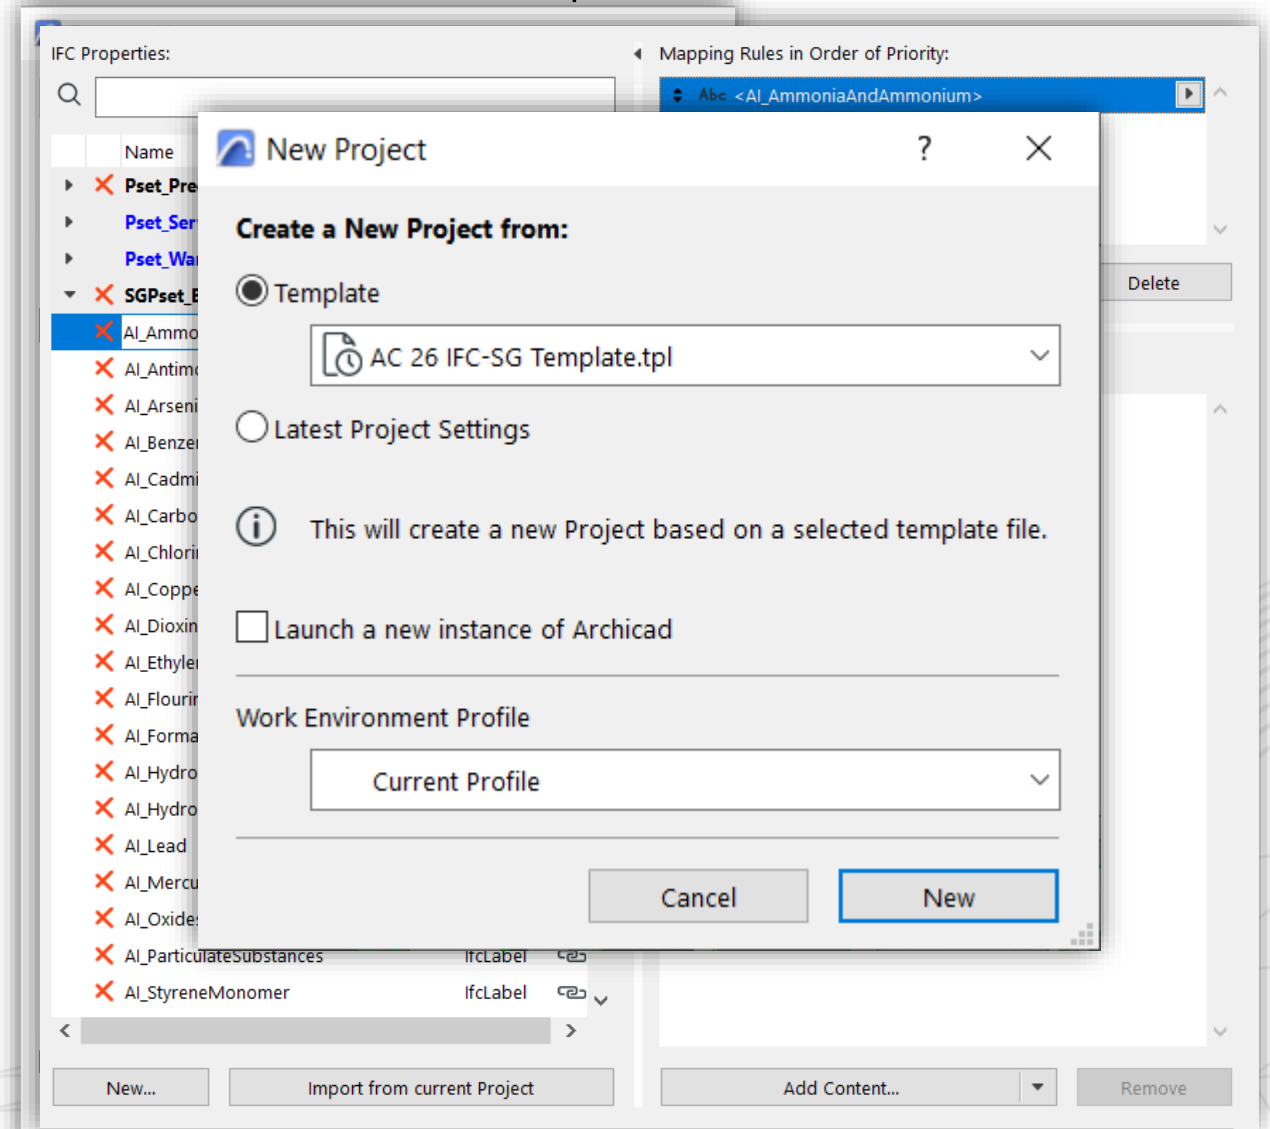 IFC Properties:
Mapping Rules in Order of Priority:
Abc <AI_AmmoniaAndAmmonium>
Name
Pset_Pre
Pset_Ser
Pset_Wa
SGPset_E
AI_Ammo
AI_Antimo
AI_Arseni
AI_Benze
AI_Cadmi
AI_Carbo
AI_Chlori
AI_Coppe
AI_Dioxin
AI_Ethyle
AI_Flourin
AI_Forma
AI_Hydro
AI_Hydro
AI_Lead
AI_Mercu
AI_Oxides
AI_ParticulateSubstances IfcLabel
AI_StyreneMonomer IfcLabel
New...
Import from current Project
New Project
?
Create a New Project from:
Template
AC 26 IFC-SG Template.tpl
Latest Project Settings
This will create a new Project based on a selected template file.
Launch a new instance of Archicad
Work Environment Profile
Current Profile
Cancel
New
Delete
Add Content...
Remove